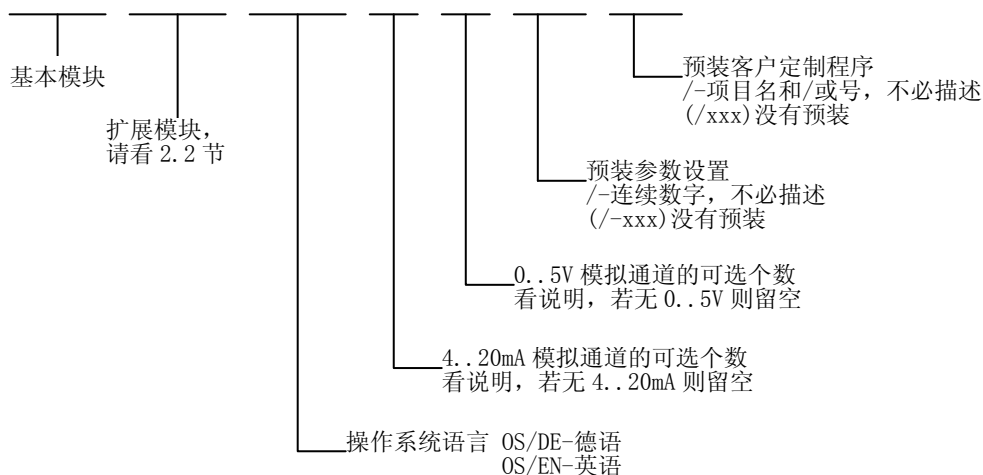 基本模块
扩展模块，
请看 2.2 节
预装客户定制程序
/-项目名和/或号，不必描述
(/xxx)没有预装
预装参数设置
/-连续数字，不必描述
(/-xxx)没有预装
0..5V 模拟通道的可选个数
看说明，若无 0..5V 则留空
4..20mA 模拟通道的可选个数
看说明，若无 4..20mA 则留空
操作系统语言 OS/DE-德语
OS/EN-英语